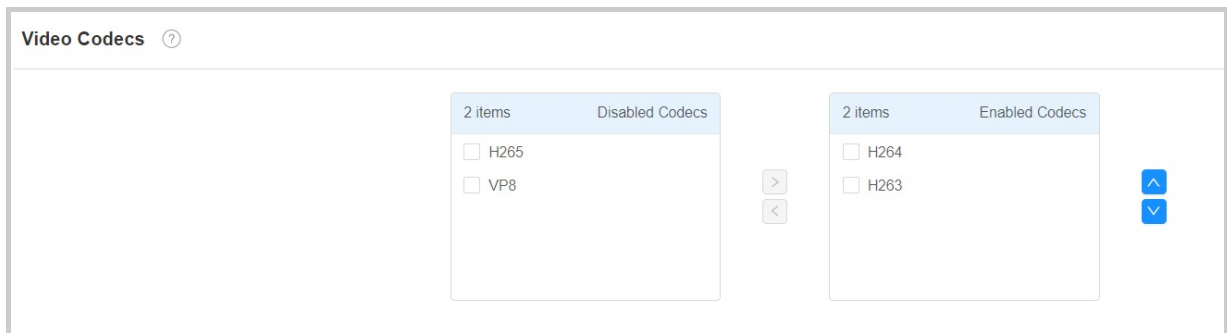 Video Codecs ?
2 items Disabled Codecs
H265
VP8
2 items Enabled Codecs
H264
H263